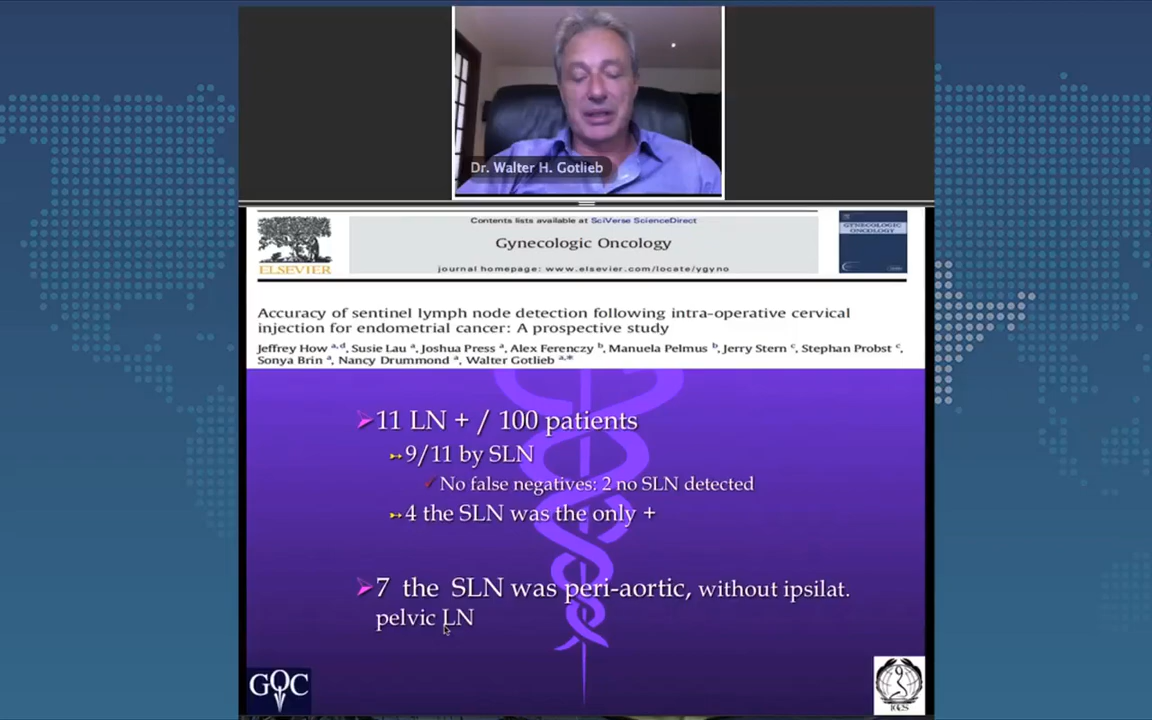 Dr. Walter H. Gotlieb
Contents lists available at SciVerse ScienceDirect
Gynecologic Oncology
journal homepage: www.elsevier.com/locate/ygyno
ELSEVIER
GYNECOLOGIC
ONCOLOGY
Accuracy of sentinel lymph node detection following intra-operative cervical
injection for endometrial cancer: A prospective study
Jeffrey How a,d, Susie Lau a, Joshua Press a, Alex Ferenczy b, Manuela Pelmus b, Jerry Stern c, Stephan Probst c,
Sonya Brin a, Nancy Drummond a, Walter Gotlieb a,*
11 LN + / 100 patients
9/11 by SLN
No false negatives: 2 no SLN detected
4 the SLN was the only +
7 the SLN was peri-aortic, without ipsilat.
pelvic LN
GOC
IGCS